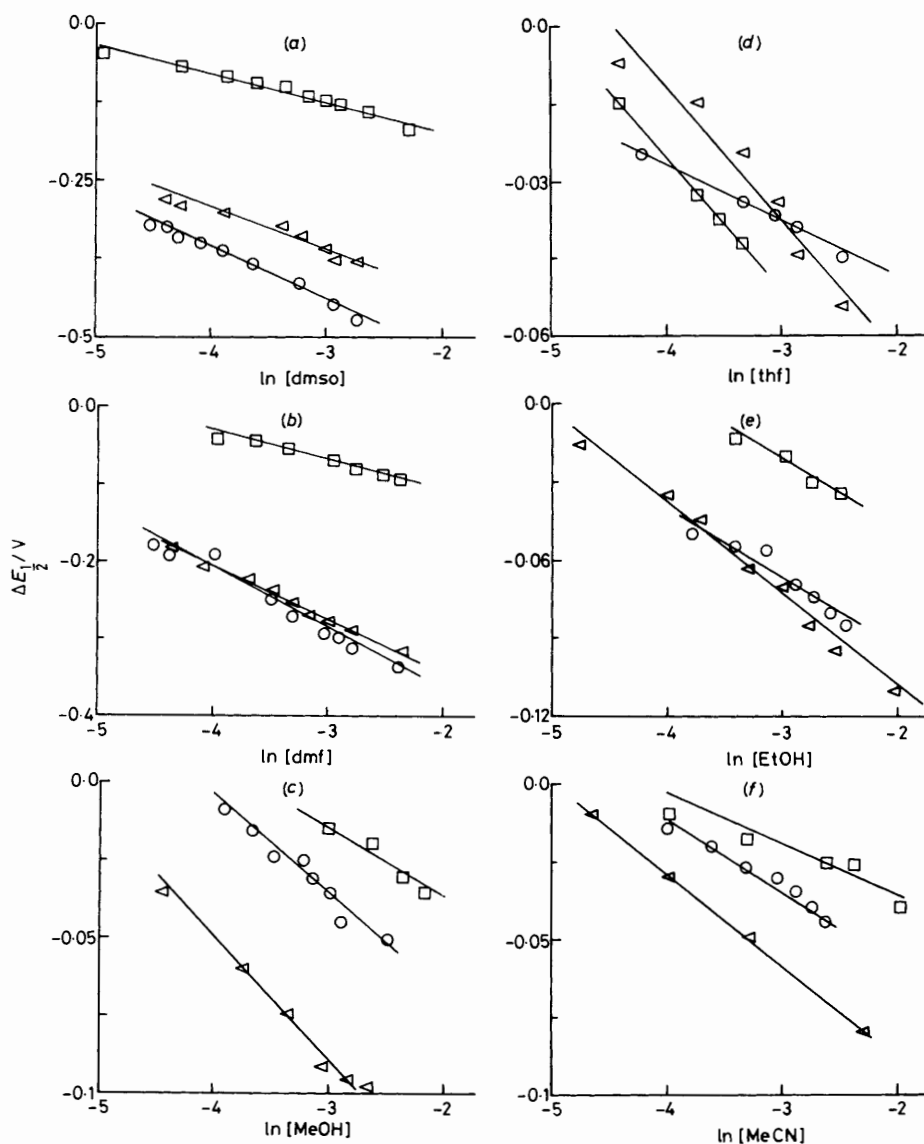 0·0
-0·25
-0·5
(a)
-5 -4 -3 -2
ln [dmso]
0·0
-0·03
-0·06
(d)
-5 -4 -3 -2
ln [thf]
ΔE½/V
0·0
-0·2
-0·4
(b)
-5 -4 -3 -2
ln [dmf]
0·0
-0·06
-0·12
(e)
-5 -4 -3 -2
ln [EtOH]
0·0
-0·05
-0·1
(c)
-5 -4 -3 -2
ln [MeOH]
0·0
-0·05
-0·1
(f)
-5 -4 -3 -2
ln [MeCN]